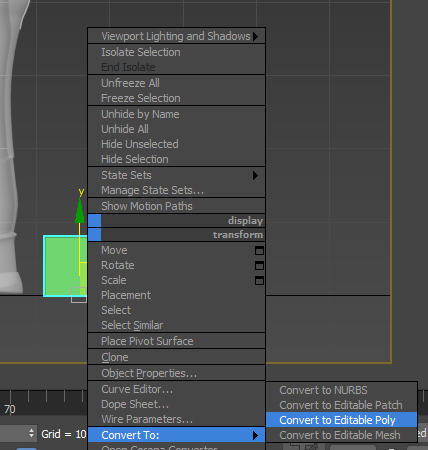 Viewport Lighting and Shadows
Isolate Selection
End Isolate
Unfreeze All
Freeze Selection
Unhide by Name
Unhide All
Hide Unselected
Hide Selection
State Sets
Manage State Sets...
Show Motion Paths
display
transform
y
Move
Rotate
Scale
Placement
Select
Select Similar
Place Pivot Surface
Clone
Object Properties...
Curve Editor...
Dope Sheet...
Wire Parameters...
Convert To:
Open Corona Converter
Convert to NURBS
Convert to Editable Patch
Convert to Editable Poly
Convert to Editable Mesh
70
Grid = 10